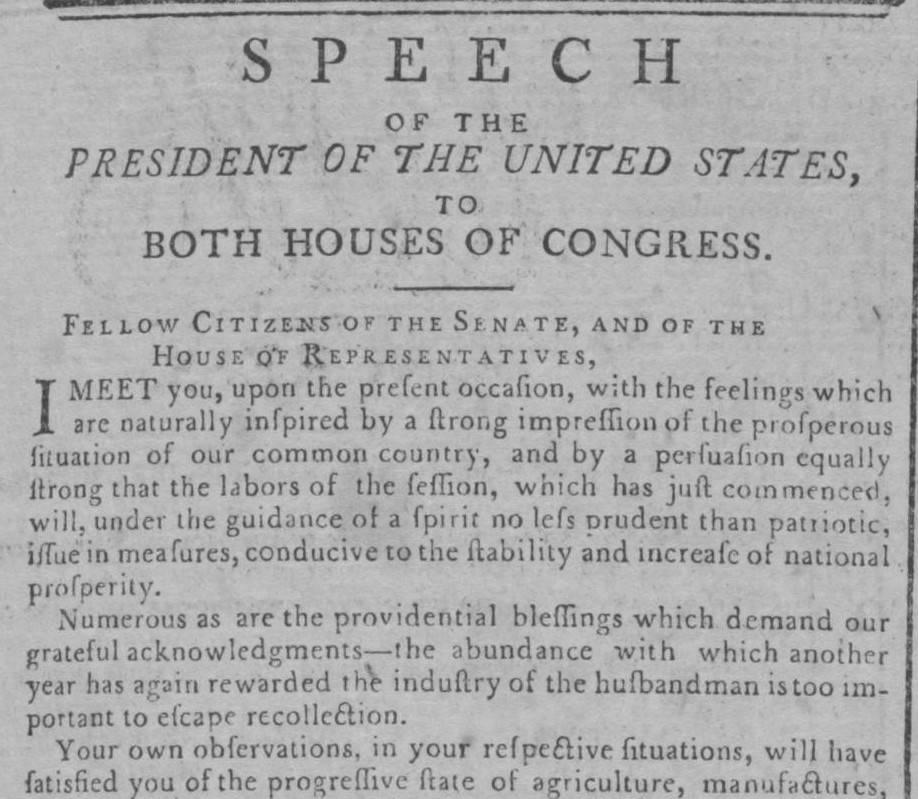 SPEECH
OF THE
PRESIDENT OF THE UNITED STATES,
TO
BOTH HOUSES OF CONGRESS.
FELLOW CITIZENS OF THE SENATE, AND OF THE
HOUSE OF REPRESENTATIVES,
I MEET you, upon the preſent occaſion, with the feelings which
are naturally inſpired by a ſtrong impreſſion of the proſperous
ſituation of our common country, and by a perſuaſion equally
ſtrong that the labors of the ſeſſion, which has juſt commenced,
will, under the guidance of a ſpirit no leſs prudent than patriotic,
iſſue in meaſures, conducive to the ſtability and increaſe of national
proſperity.
Numerous as are the providential bleſſings which demand our
grateful acknowledgments—the abundance with which another
year has again rewarded the induſtry of the huſbandman is too im-
portant to eſcape recollection.
Your own obſervations, in your reſpective ſituations, will have
ſatisfied you of the progreſſive ſtate of agriculture, manufactures,